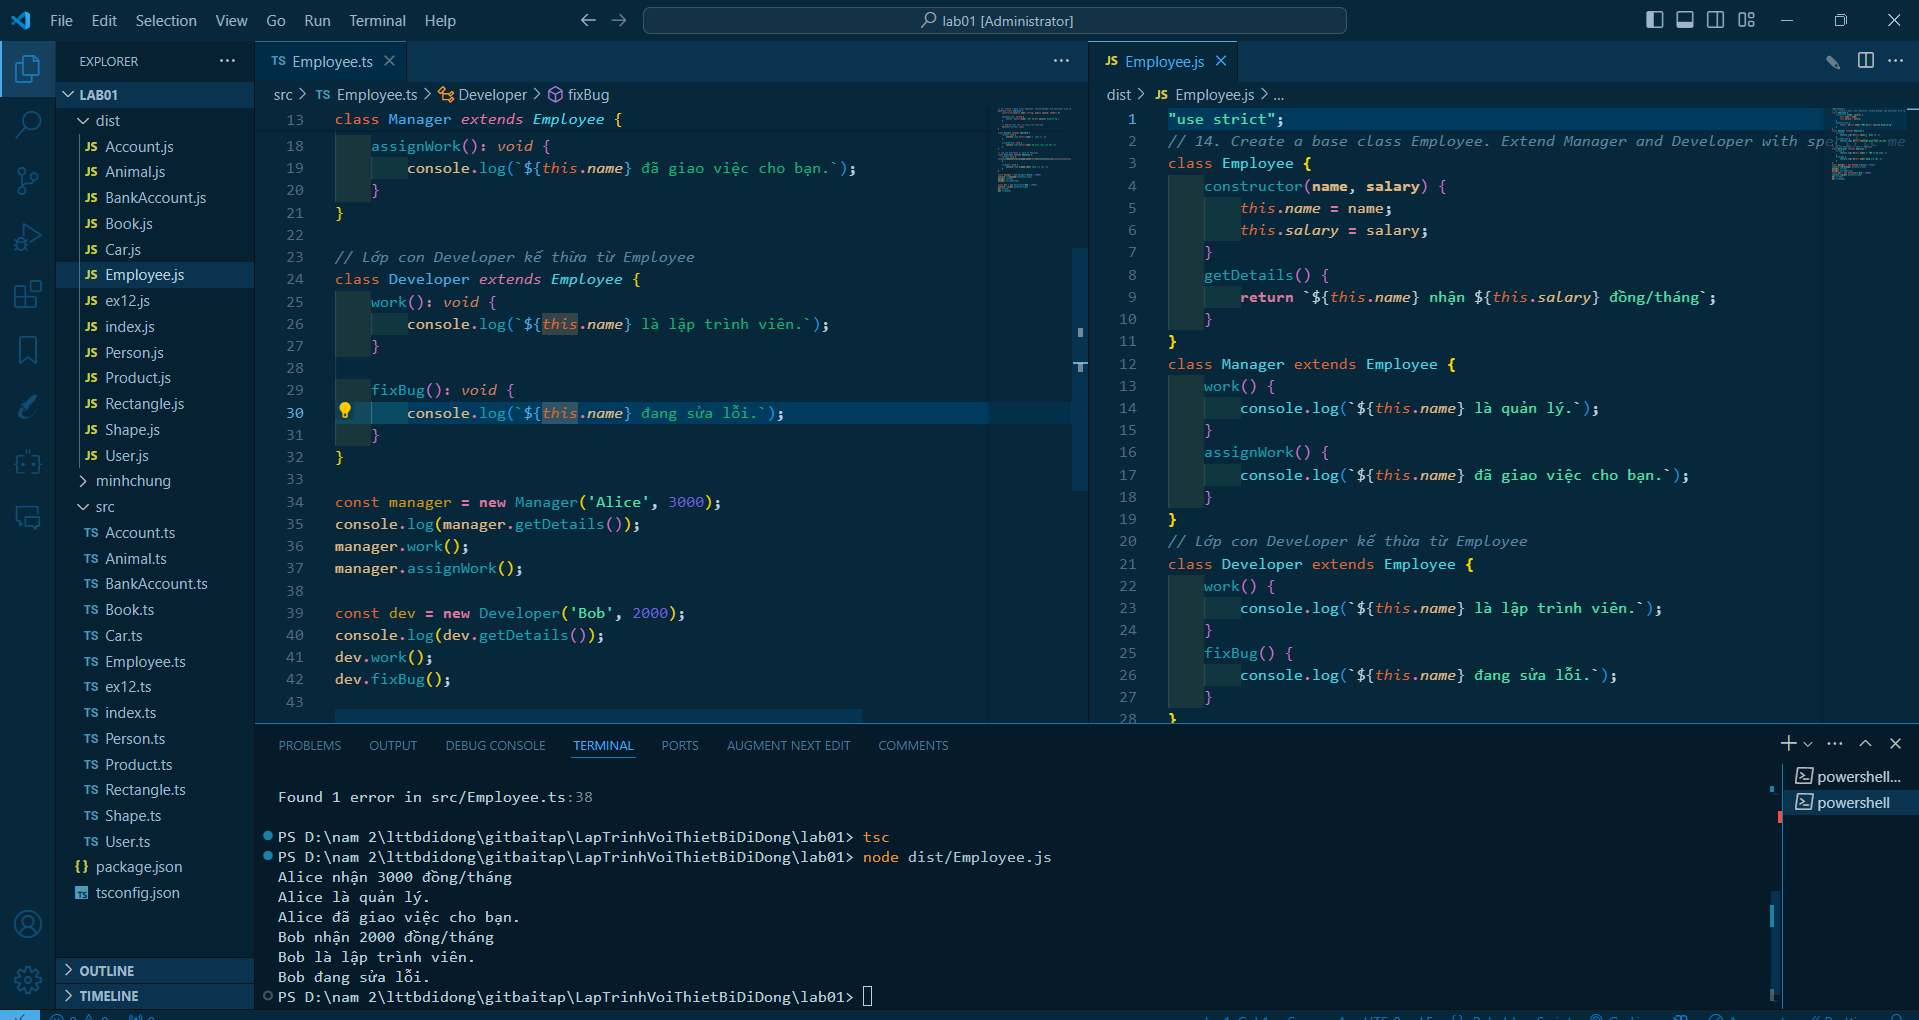 File Edit Selection View Go Run Terminal Help
lab01 [Administrator]
EXPLORER
LAB01
dist
JS Account.js
JS Animal.js
JS BankAccount.js
JS Book.js
JS Car.js
JS Employee.js
JS ex12.js
JS index.js
JS Person.js
JS Product.js
JS Rectangle.js
JS Shape.js
JS User.js
minhchung
src
TS Account.ts
TS Animal.ts
TS BankAccount.ts
TS Book.ts
TS Car.ts
TS Employee.ts
TS ex12.ts
TS index.ts
TS Person.ts
TS Product.ts
TS Rectangle.ts
TS Shape.ts
TS User.ts
{} package.json
TS tsconfig.json
OUTLINE
TIMELINE
TS Employee.ts
src > TS Employee.ts > Developer > fixBug
13 class Manager extends Employee {
18 assignWork(): void {
19 console.log(`${this.name} đã giao việc cho bạn.`);
20 }
21 }
22
23 // Lớp con Developer kế thừa từ Employee
24 class Developer extends Employee {
25 work(): void {
26 console.log(`${this.name} là lập trình viên.`);
27 }
28
29 fixBug(): void {
30 console.log(`${this.name} đang sửa lỗi.`);
31 }
32 }
33
34 const manager = new Manager('Alice', 3000);
35 console.log(manager.getDetails());
36 manager.work();
37 manager.assignWork();
38
39 const dev = new Developer('Bob', 2000);
40 console.log(dev.getDetails());
41 dev.work();
42 dev.fixBug();
43
JS Employee.js
dist > JS Employee.js > ...
1 "use strict";
2 // 14. Create a base class Employee. Extend Manager and Developer with
3 class Employee {
4 constructor(name, salary) {
5 this.name = name;
6 this.salary = salary;
7 }
8 getDetails() {
9 return `${this.name} nhận ${this.salary} đồng/tháng`;
10 }
11 }
12 class Manager extends Employee {
13 work() {
14 console.log(`${this.name} là quản lý.`);
15 }
16 assignWork() {
17 console.log(`${this.name} đã giao việc cho bạn.`);
18 }
19 }
20 // Lớp con Developer kế thừa từ Employee
21 class Developer extends Employee {
22 work() {
23 console.log(`${this.name} là lập trình viên.`);
24 }
25 fixBug() {
26 console.log(`${this.name} đang sửa lỗi.`);
27 }
28 }
PROBLEMS OUTPUT DEBUG CONSOLE TERMINAL PORTS AUGMENT NEXT EDIT COMMENTS
Found 1 error in src/Employee.ts:38
PS D:\nam 2\lttbdidong\gitbaitap\LapTrinhVoiThietBiDiDong\lab01> tsc
PS D:\nam 2\lttbdidong\gitbaitap\LapTrinhVoiThietBiDiDong\lab01> node dist/Employee.js
Alice nhận 3000 đồng/tháng
Alice là quản lý.
Alice đã giao việc cho bạn.
Bob nhận 2000 đồng/tháng
Bob là lập trình viên.
Bob đang sửa lỗi.
PS D:\nam 2\lttbdidong\gitbaitap\LapTrinhVoiThietBiDiDong\lab01>
powershell...
powershell